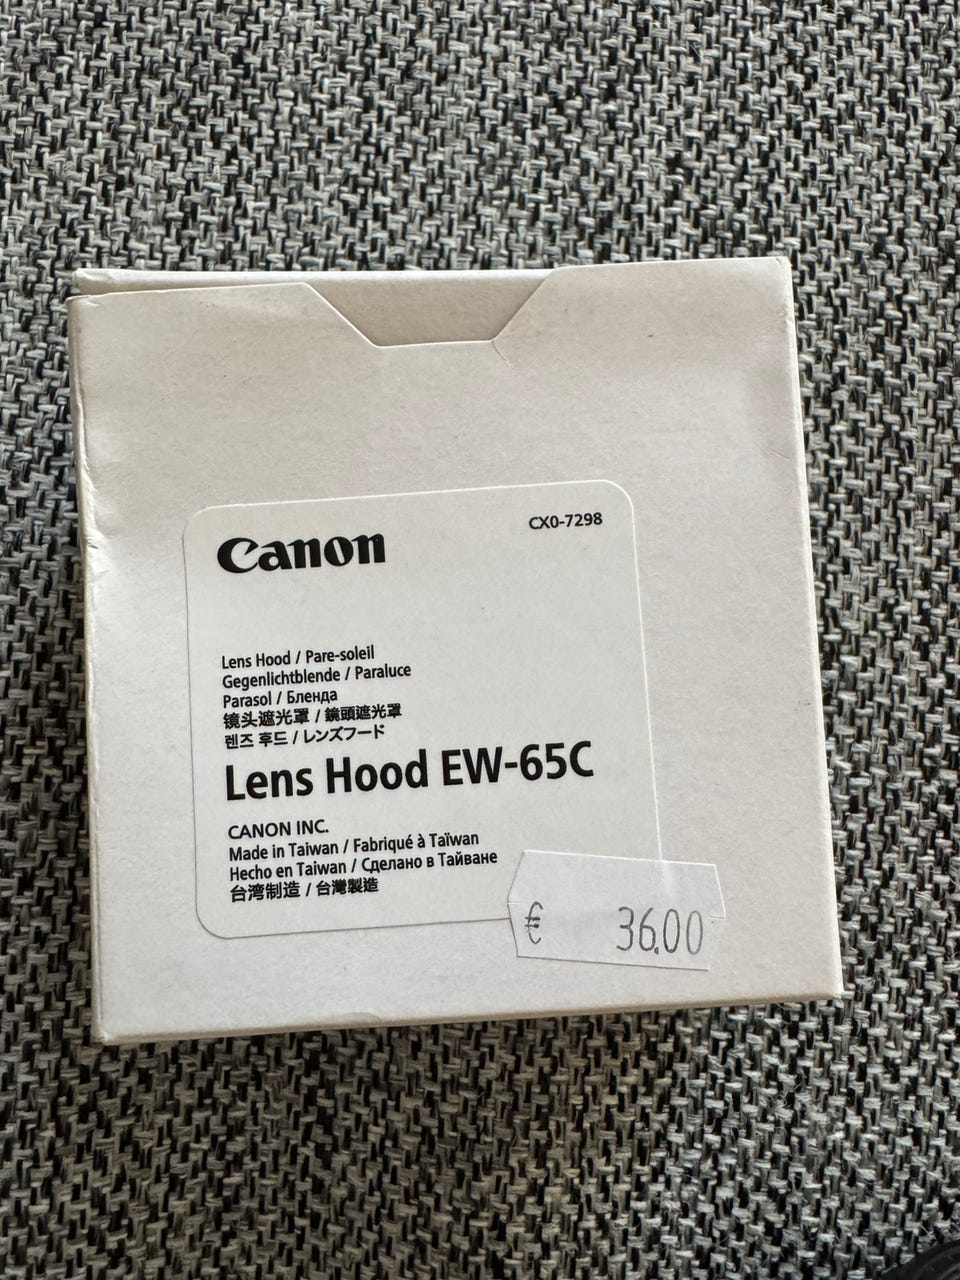 Canon
CX0-7298
Lens Hood / Pare-soleil
Gegenlichtblende / Paraluce
Parasol / Бленда
镜头遮光罩 / 鏡頭遮光罩
렌즈 후드 / レンズフード
Lens Hood EW-65C
CANON INC.
Made in Taiwan / Fabriqué à Taïwan
Hecho en Taiwan / Сделано в Тайване
台湾制造 / 台灣製造
€ 36.00